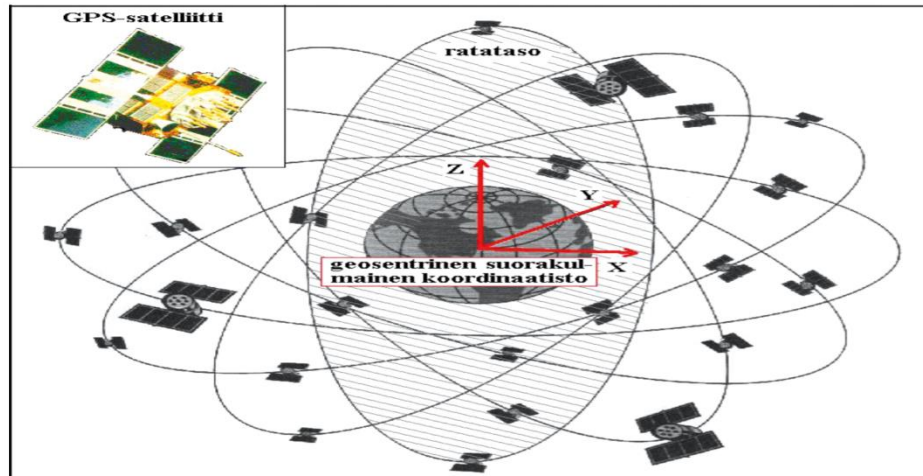 GPS-satelliitti
ratataso
Z
Y
X
geosentrinen suorakul-
mainen koordinaatisto